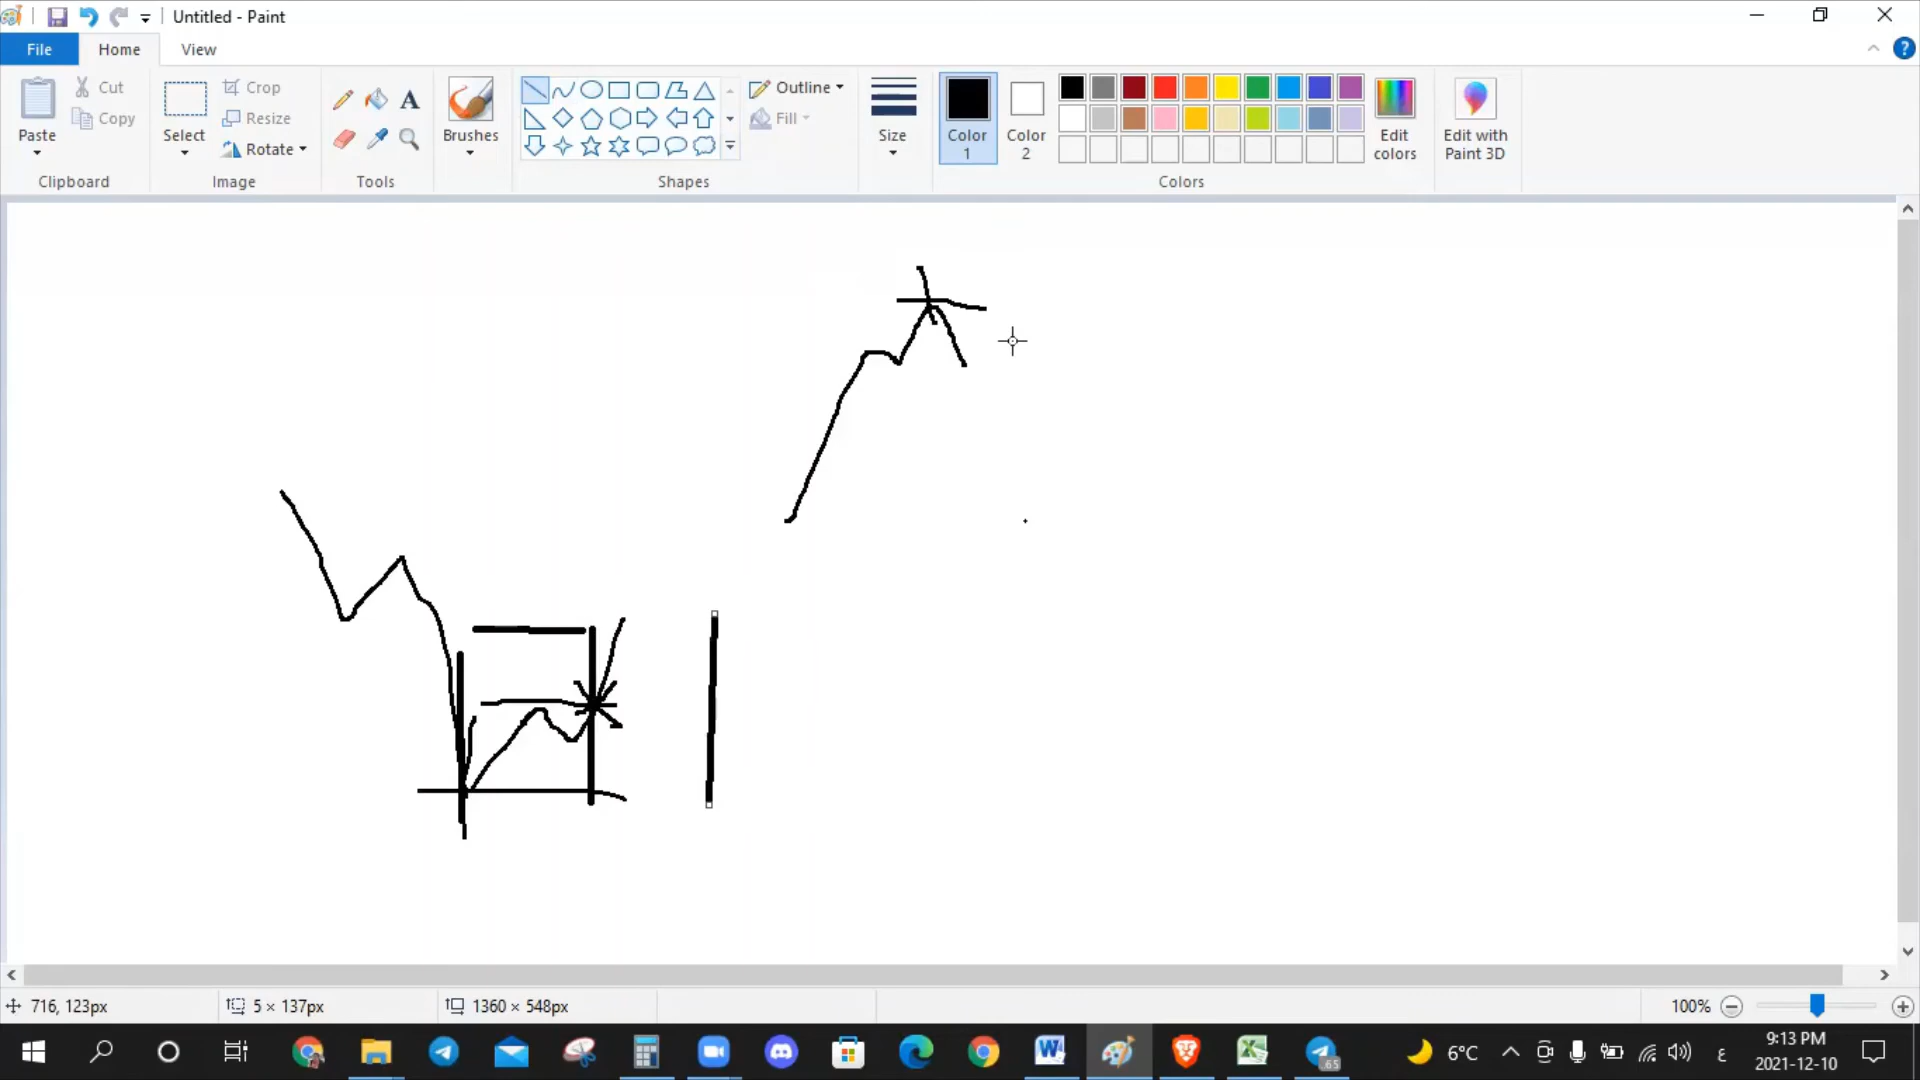 Untitled - Paint
File Home View
Paste
Cut
Copy
Clipboard
Select
Crop
Resize
Rotate
Image
A
Tools
Brushes
Shapes
Outline
Fill
Size
Color 1
Color 2
Colors
Edit colors
Edit with Paint 3D
716, 123px
5 × 137px
1360 × 548px
100%
65
6°C
ع
9:13 PM
2021-12-10